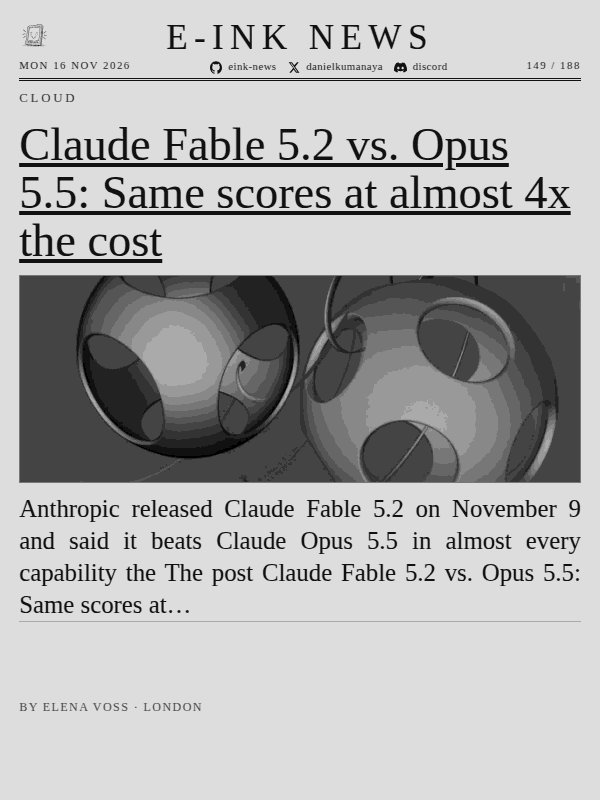 E-INK NEWS
MON 16 NOV 2026
eink-news danielkumanaya discord
149 / 188
CLOUD
Claude Fable 5.2 vs. Opus
5.5: Same scores at almost 4x
the cost
Anthropic released Claude Fable 5.2 on November 9
and said it beats Claude Opus 5.5 in almost every
capability the The post Claude Fable 5.2 vs. Opus 5.5:
Same scores at…
BY ELENA VOSS · LONDON